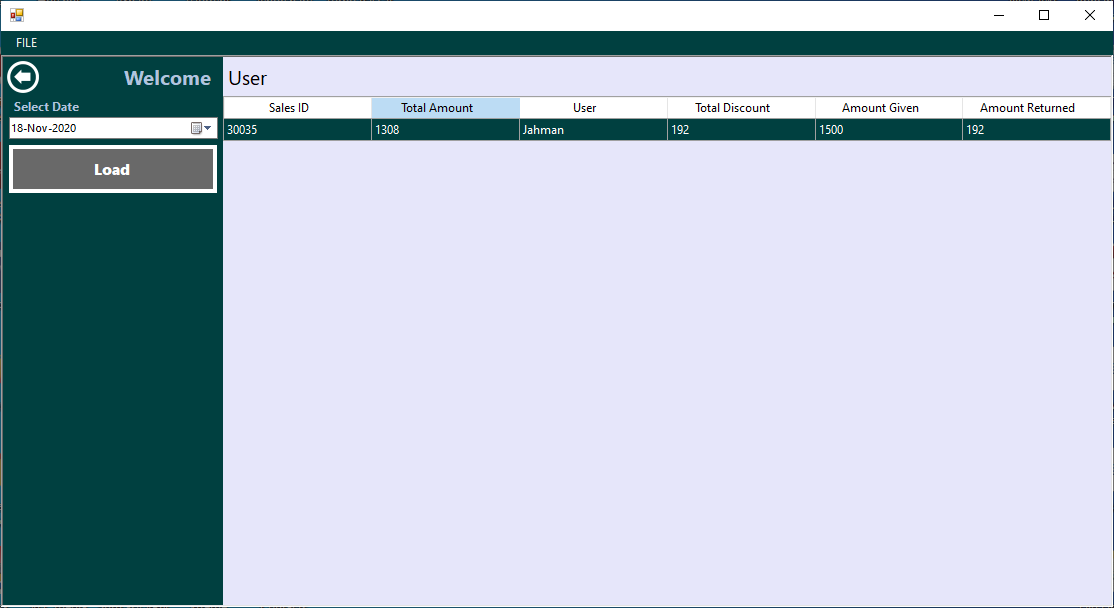 FILE
Welcome User
Select Date
18-Nov-2020
Load
Sales ID Total Amount User Total Discount Amount Given Amount Returned
30035 1308 Jahman 192 1500 192